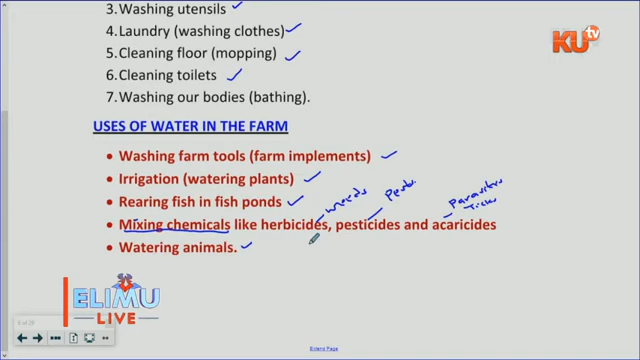 3. Washing utensils
KU tv
4. Laundry (washing clothes)
5. Cleaning floor (mopping)
6. Cleaning toilets
7. Washing our bodies (bathing).
USES OF WATER IN THE FARM
• Washing farm tools (farm implements)
• Irrigation (watering plants)
• Rearing fish in fish ponds
weeds Pests Parasites
Ticks
• Mixing chemicals like herbicides, pesticides and acaricides
• Watering animals.
ELIMU
LIVE
Extend Page